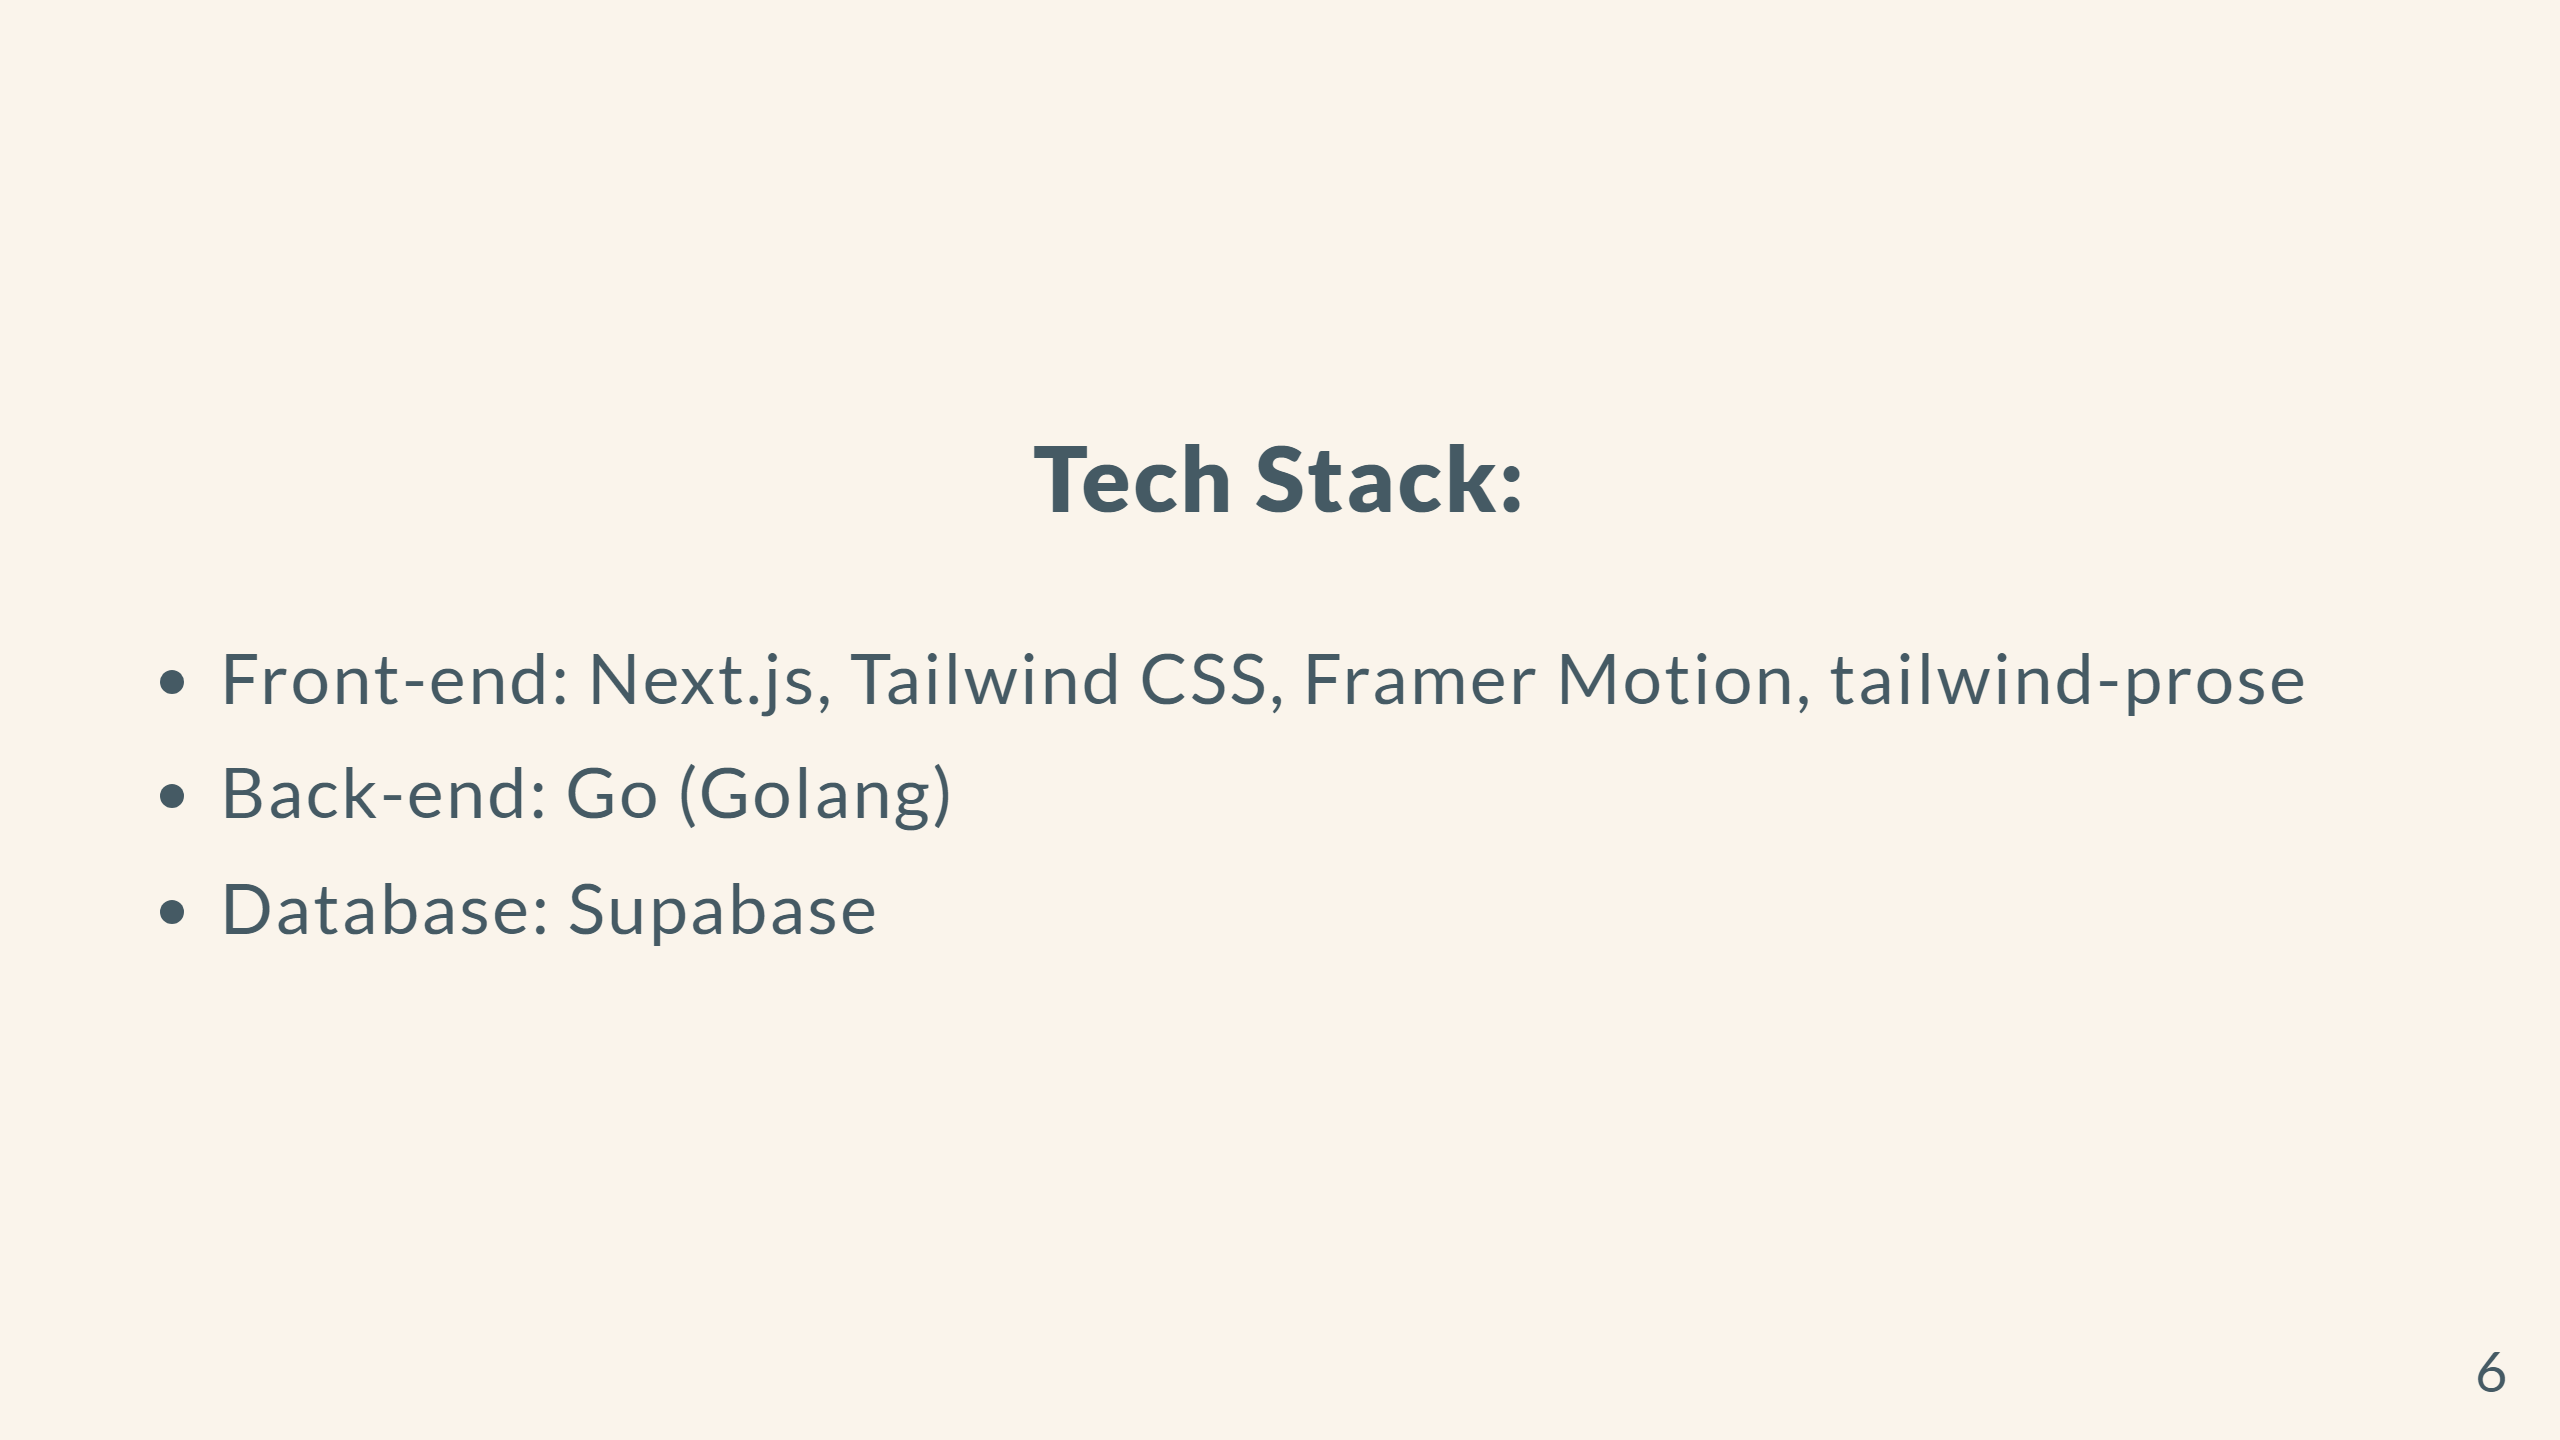 Tech Stack:
• Front-end: Next.js, Tailwind CSS, Framer Motion, tailwind-prose
• Back-end: Go (Golang)
• Database: Supabase
6